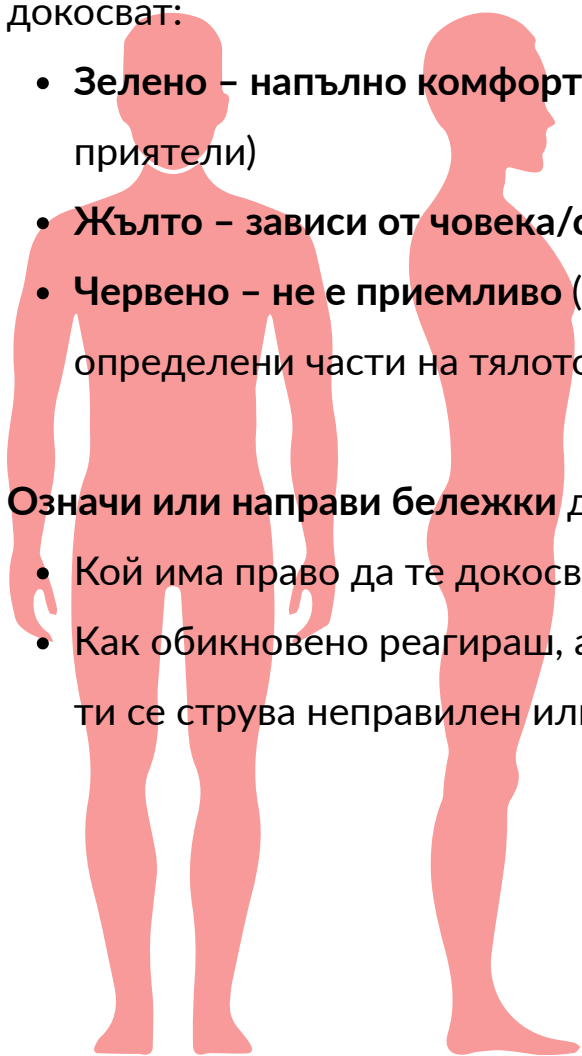 докосват:
• Зелено – напълно комфорт
приятели)
• Жълто – зависи от човека/
• Червено – не е приемливо (
определени части на тялото
Означи или направи бележки
• Кой има право да те докосв
• Как обикновено реагираш,
ти се струва неправилен или